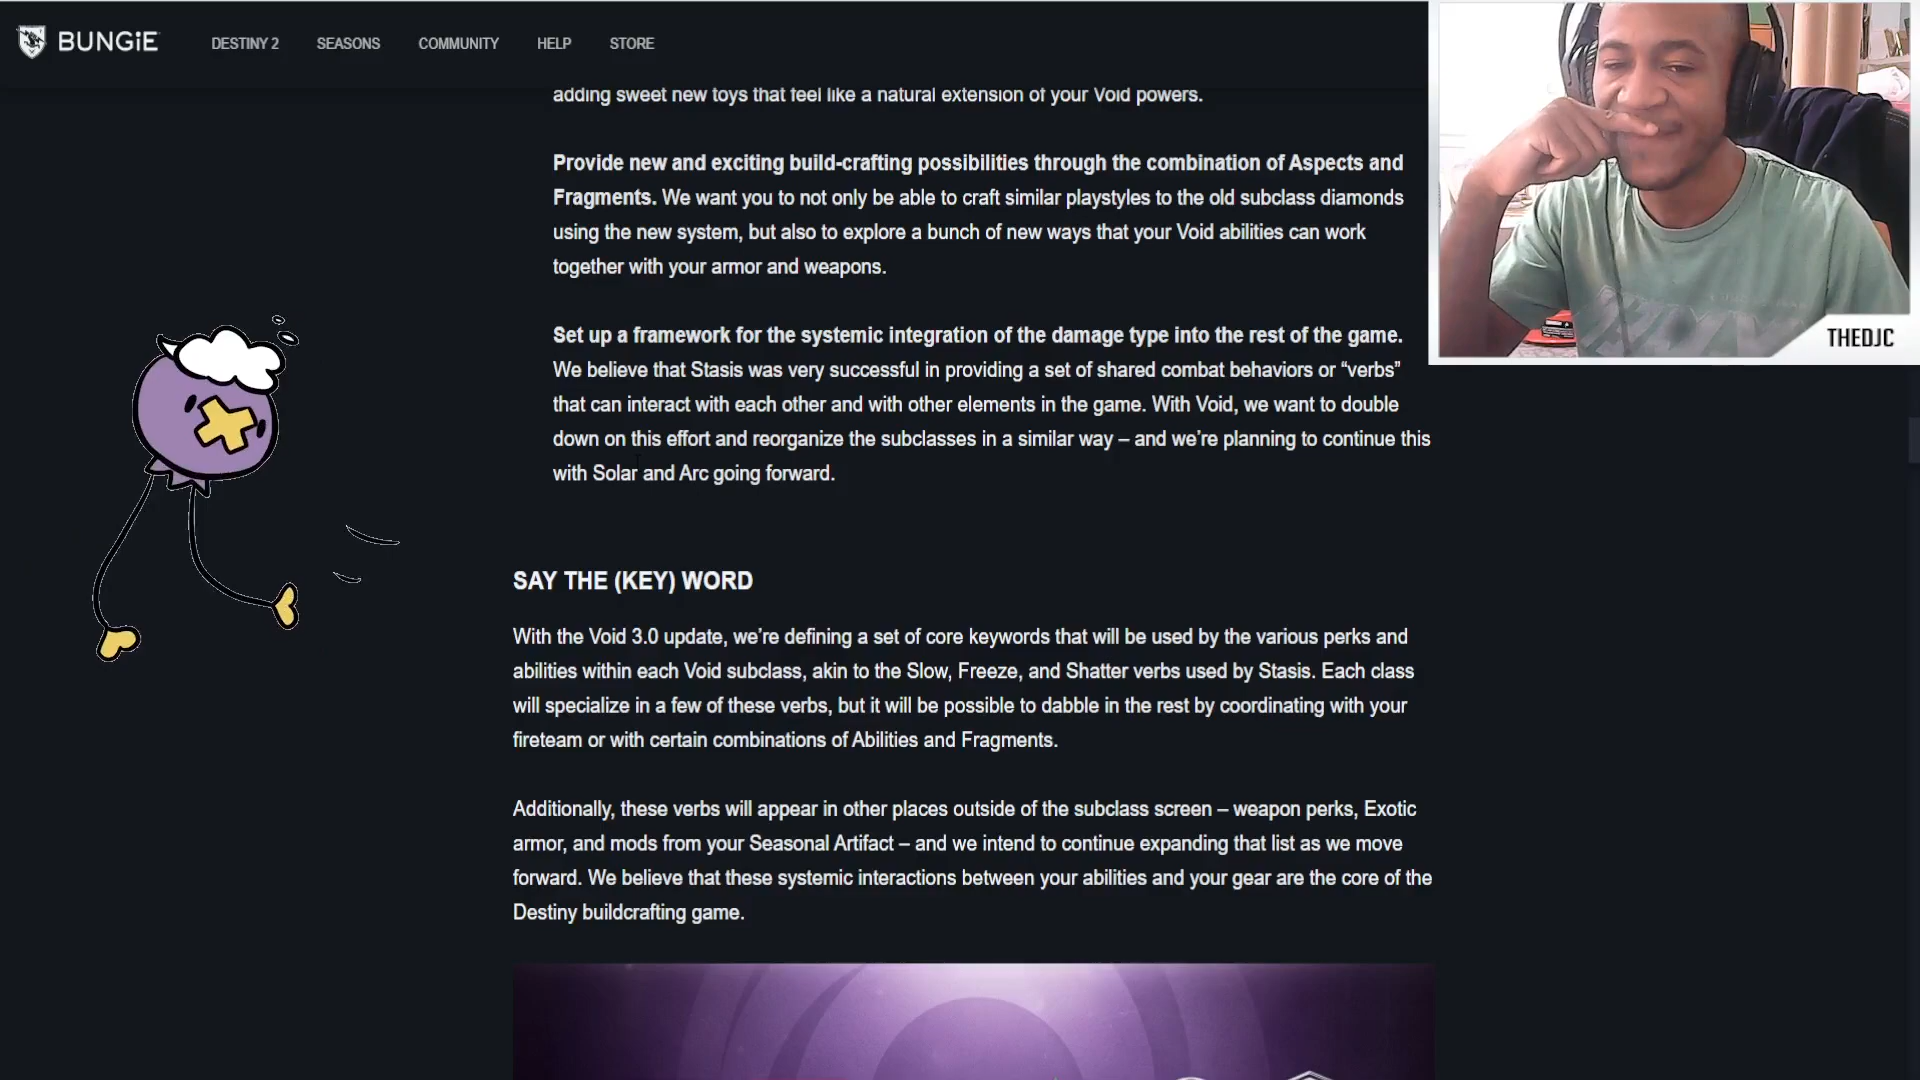 BUNGiE
DESTINY 2
SEASONS
COMMUNITY
HELP
STORE
adding sweet new toys that feel like a natural extension of your Void powers.
Provide new and exciting build-crafting possibilities through the combination of Aspects and
Fragments. We want you to not only be able to craft similar playstyles to the old subclass diamonds
using the new system, but also to explore a bunch of new ways that your Void abilities can work
together with your armor and weapons.
Set up a framework for the systemic integration of the damage type into the rest of the game.
We believe that Stasis was very successful in providing a set of shared combat behaviors or “verbs”
that can interact with each other and with other elements in the game. With Void, we want to double
down on this effort and reorganize the subclasses in a similar way – and we’re planning to continue this
with Solar and Arc going forward.
THEDJC
SAY THE (KEY) WORD
With the Void 3.0 update, we’re defining a set of core keywords that will be used by the various perks and
abilities within each Void subclass, akin to the Slow, Freeze, and Shatter verbs used by Stasis. Each class
will specialize in a few of these verbs, but it will be possible to dabble in the rest by coordinating with your
fireteam or with certain combinations of Abilities and Fragments.
Additionally, these verbs will appear in other places outside of the subclass screen – weapon perks, Exotic
armor, and mods from your Seasonal Artifact – and we intend to continue expanding that list as we move
forward. We believe that these systemic interactions between your abilities and your gear are the core of the
Destiny buildcrafting game.